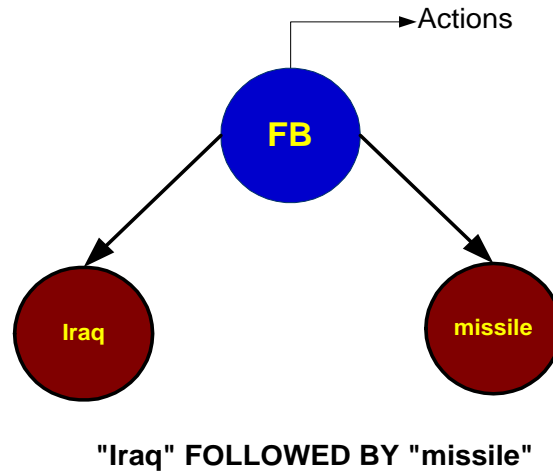 Actions
FB
Iraq
missile
"Iraq" FOLLOWED BY "missile"